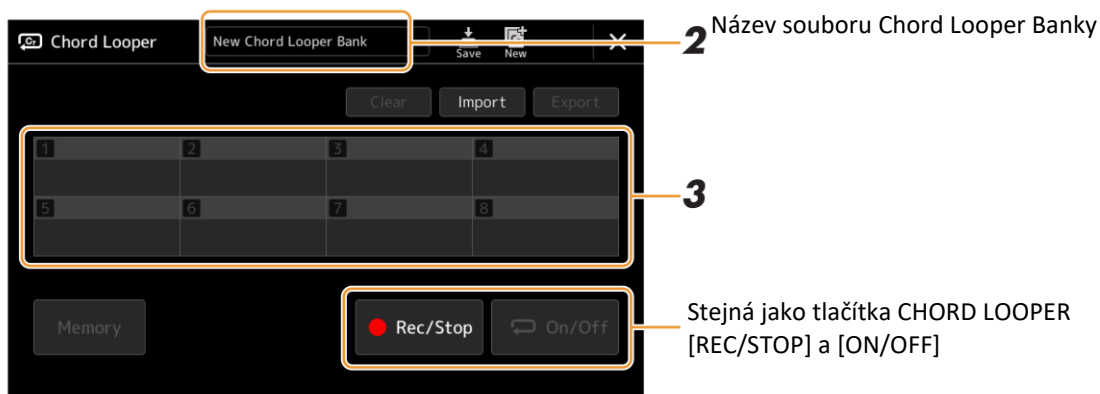 Chord Looper
New Chord Looper Bank
Save
New
2
Název souboru Chord Looper Banky
Clear
Import
Export
1
2
3
4
5
6
7
8
3
Memory
Rec/Stop
On/Off
Stejná jako tlačítka CHORD LOOPER
[REC/STOP] a [ON/OFF]